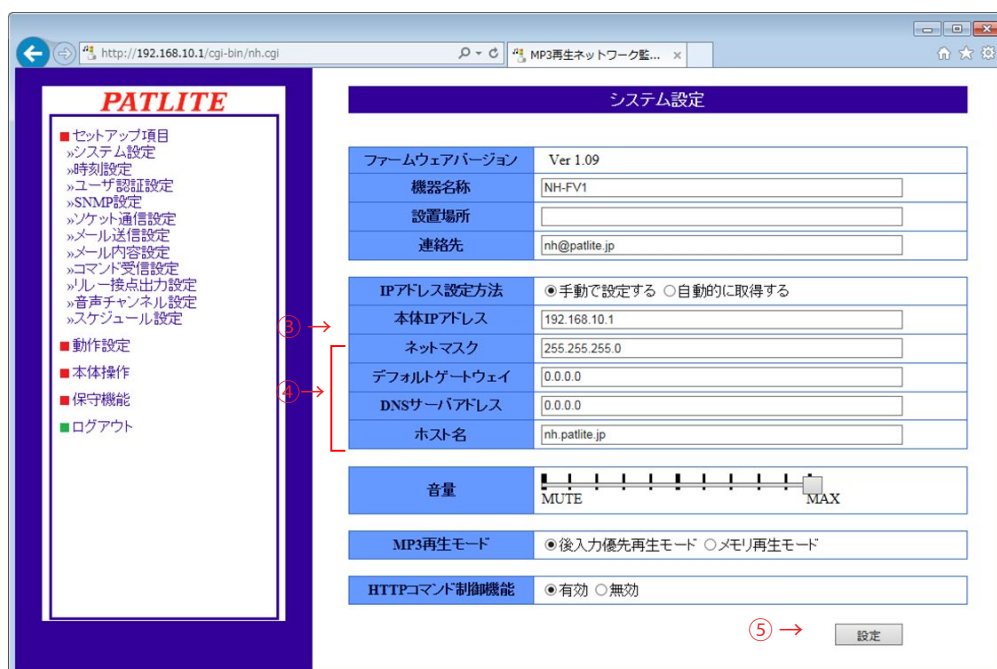 http://192.168.10.1/cgi-bin/nh.cgi
MP3再生ネットワーク監...
PATLITE
■セットアップ項目
»システム設定
»時刻設定
»ユーザ認証設定
»SNMP設定
»ソケット通信設定
»メール送信設定
»メール内容設定
»コマンド受信設定
»リレー接点出力設定
»音声チャンネル設定
»スケジュール設定
■動作設定
■本体操作
■保守機能
■ログアウト
システム設定
ファームウェアバージョン Ver 1.09
機器名称 NH-FV1
設置場所
連絡先 nh@patlite.jp
IPアドレス設定方法 ◉手動で設定する ○自動的に取得する
③ → 本体IPアドレス 192.168.10.1
ネットマスク 255.255.255.0
④ → デフォルトゲートウェイ 0.0.0.0
DNSサーバアドレス 0.0.0.0
ホスト名 nh.patlite.jp
音量 MUTE MAX
MP3再生モード ◉後入力優先再生モード ○メモリ再生モード
HTTPコマンド制御機能 ◉有効 ○無効
⑤ → 設定